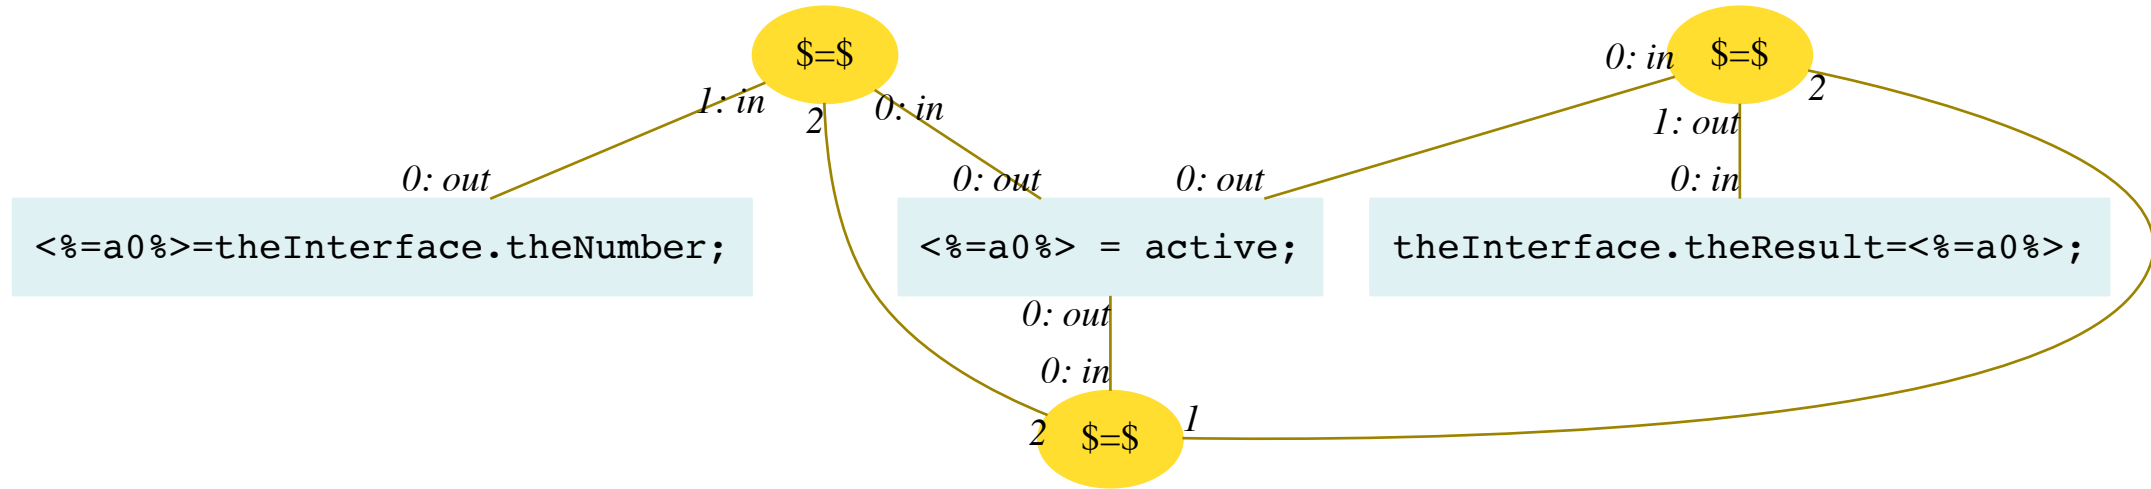 $=$
$=$
0: in
1: in
0: in
2
2
1: out
0: out
0: out
0: out
0: in
<%=a0%>=theInterface.theNumber;
<%=a0%> = active;
theInterface.theResult=<%=a0%>;
0: out
0: in
2
$=$
1